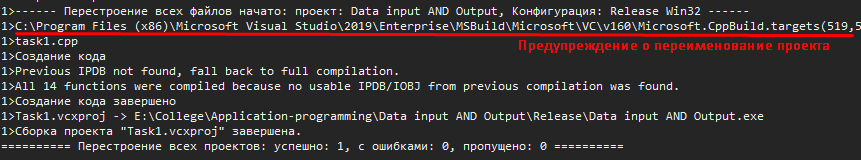 1>------ Перестроение всех файлов начато: проект: Data input AND Output, Конфигурация: Release Win32 ------
1>C:\Program Files (x86)\Microsoft Visual Studio\2019\Enterprise\MSBuild\Microsoft\VC\v160\Microsoft.CppBuild.targets(519,5
Предупреждение о переименование проекта
1>task1.cpp
1>Создание кода
1>Previous IPDB not found, fall back to full compilation.
1>All 14 functions were compiled because no usable IPDB/IOBJ from previous compilation was found.
1>Создание кода завершено
1>Task1.vcxproj -> E:\College\Application-programming\Data input AND Output\Release\Data input AND Output.exe
1>Сборка проекта "Task1.vcxproj" завершена.
========== Перестроение всех проектов: успешно: 1, с ошибками: 0, пропущено: 0 ==========